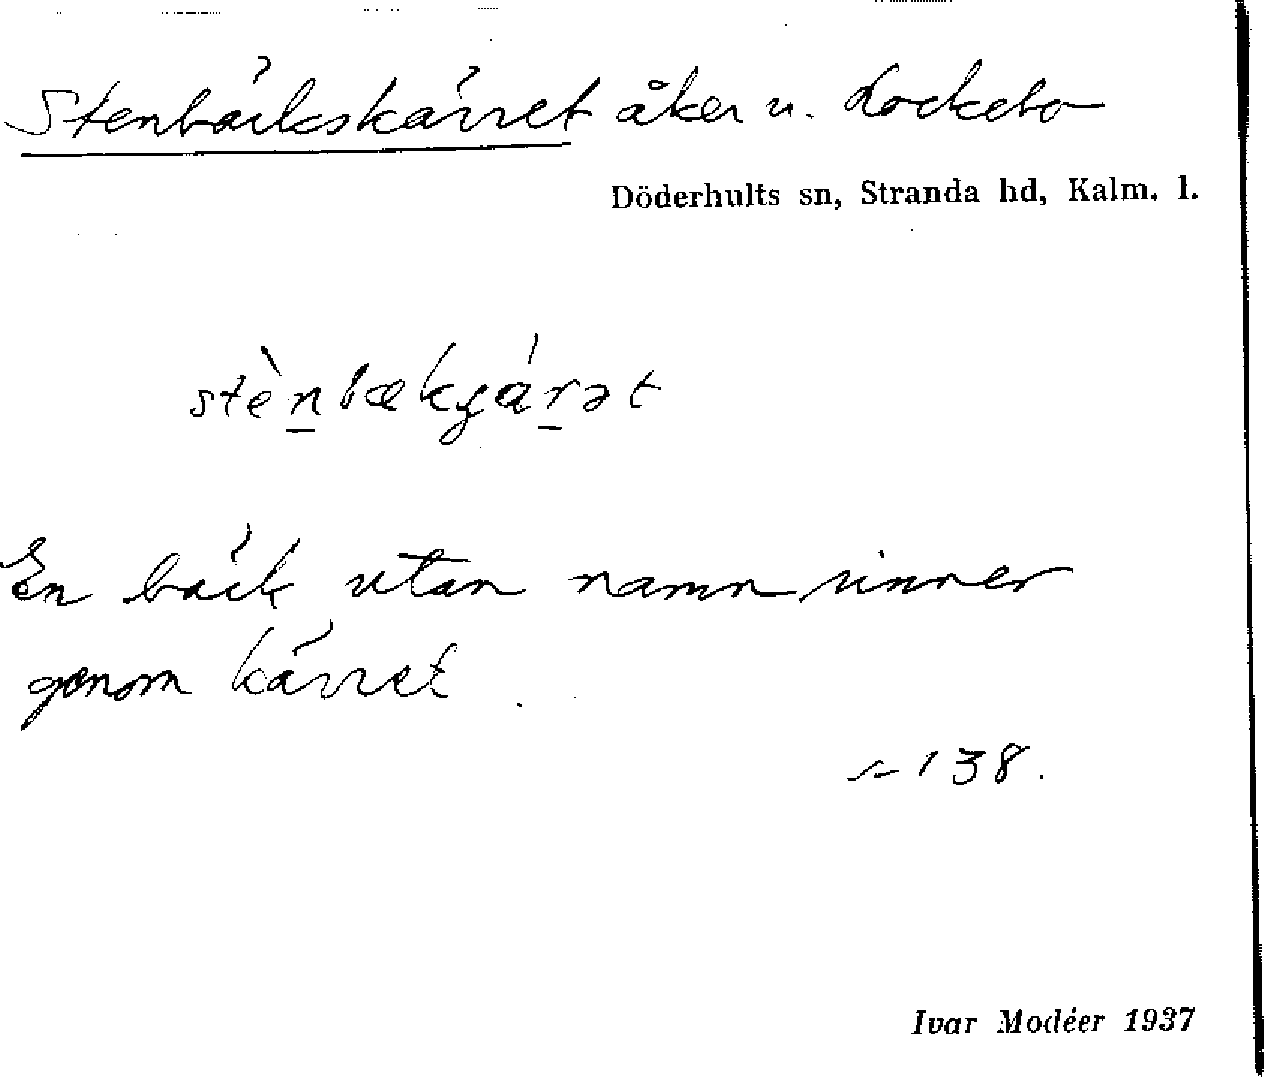 Stenbäckskärret åker u. Lockebo
Döderhults sn, Stranda hd, Kalm. l.
En bäck utan namn rinner
genom kärret.
138.
Ivar Modéer 1937